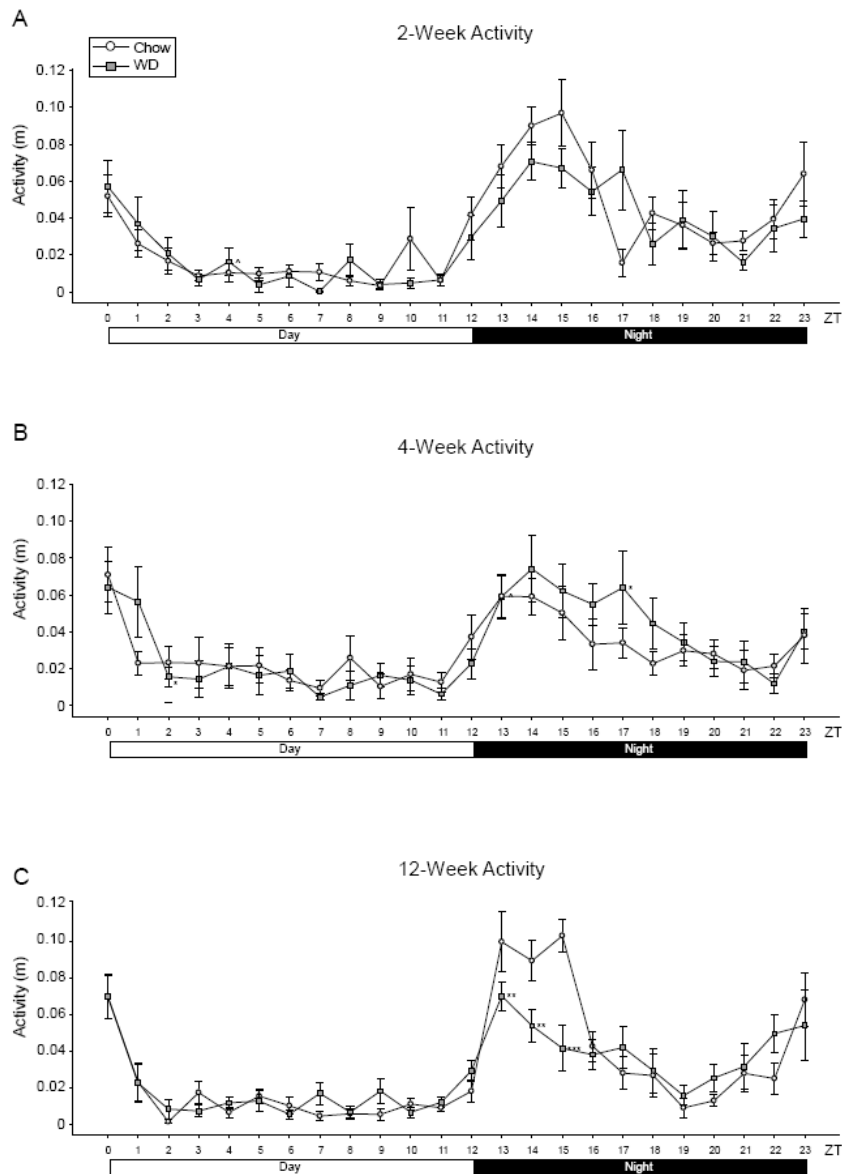 A
2-Week Activity
Chow
WD
0.12
0.10
0.08
0.06
0.04
0.02
0
Activity (m)
^
0 1 2 3 4 5 6 7 8 9 10 11 12 13 14 15 16 17 18 19 20 21 22 23 ZT
Day Night
B
4-Week Activity
0.12
0.10
0.08
0.06
0.04
0.02
0
Activity (m)
* ^ *
0 1 2 3 4 5 6 7 8 9 10 11 12 13 14 15 16 17 18 19 20 21 22 23 ZT
Day Night
C
12-Week Activity
0.12
0.10
0.08
0.06
0.04
0.02
0
Activity (m)
** ** ***
0 1 2 3 4 5 6 7 8 9 10 11 12 13 14 15 16 17 18 19 20 21 22 23 ZT
Day Night